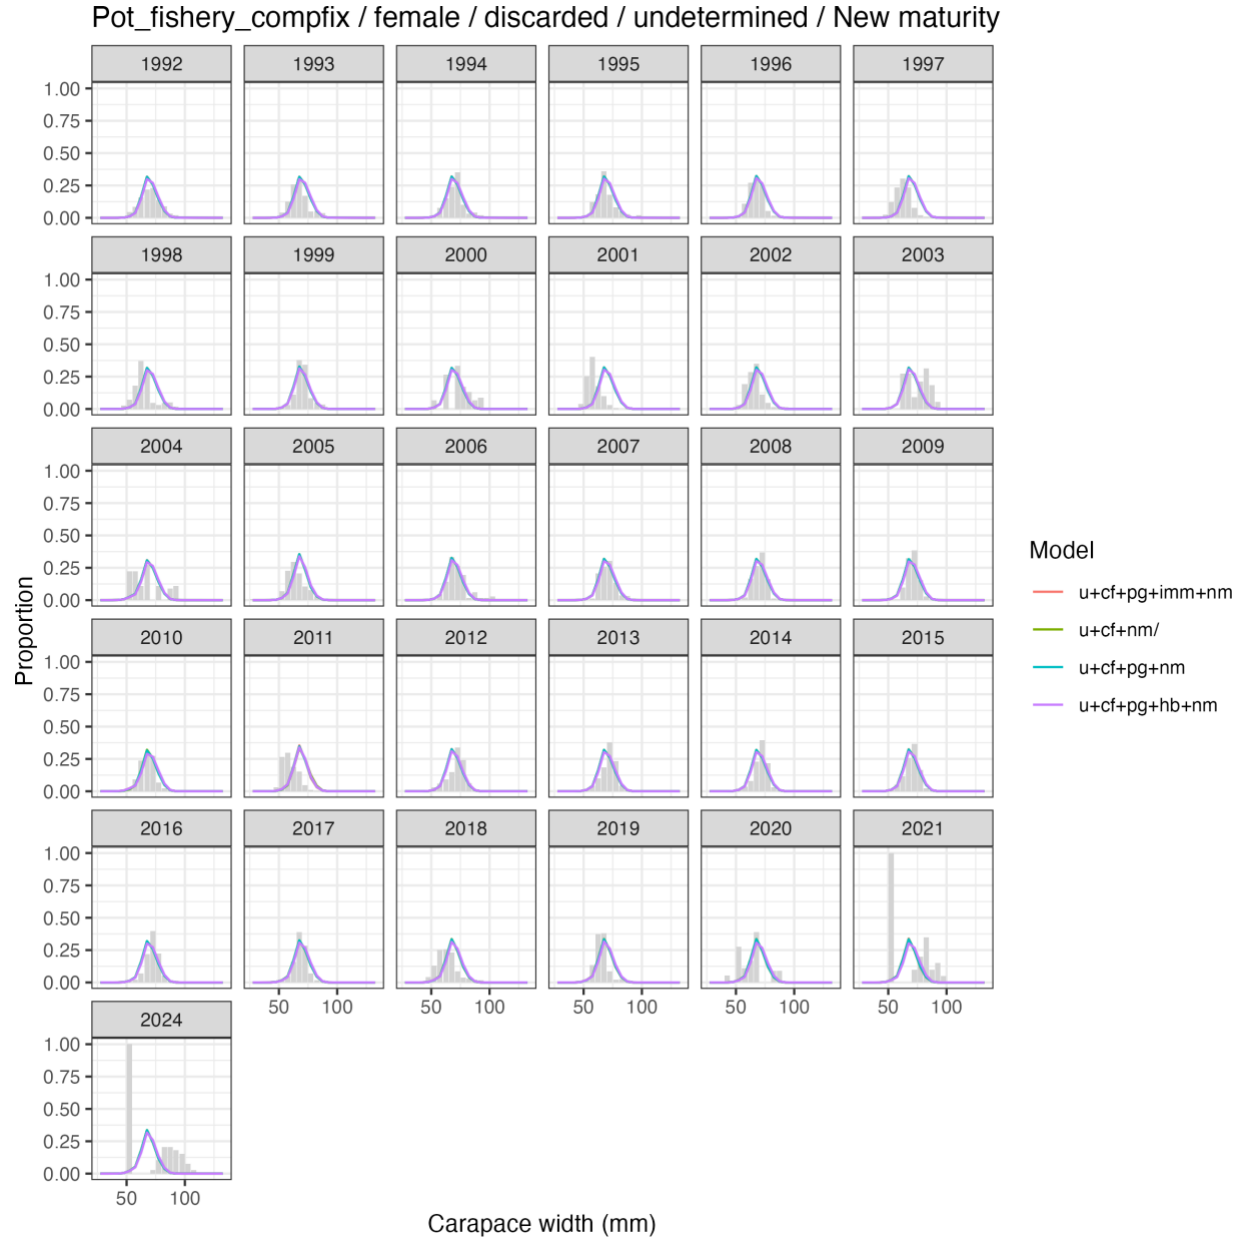 Pot_fishery_compfix / female / discarded / undetermined / New maturity
1992 1993 1994 1995 1996 1997
1.00
0.75
0.50
0.25
0.00
1998 1999 2000 2001 2002 2003
1.00
0.75
0.50
0.25
0.00
2004 2005 2006 2007 2008 2009
1.00
0.75
0.50
0.25
0.00
Proportion
2010 2011 2012 2013 2014 2015
1.00
0.75
0.50
0.25
0.00
2016 2017 2018 2019 2020 2021
1.00
0.75
0.50
0.25
0.00
50 100 50 100 50 100 50 100 50 100
2024
1.00
0.75
0.50
0.25
0.00
50 100
Carapace width (mm)
Model
u+cf+pg+imm+nm
u+cf+nm/
u+cf+pg+nm
u+cf+pg+hb+nm